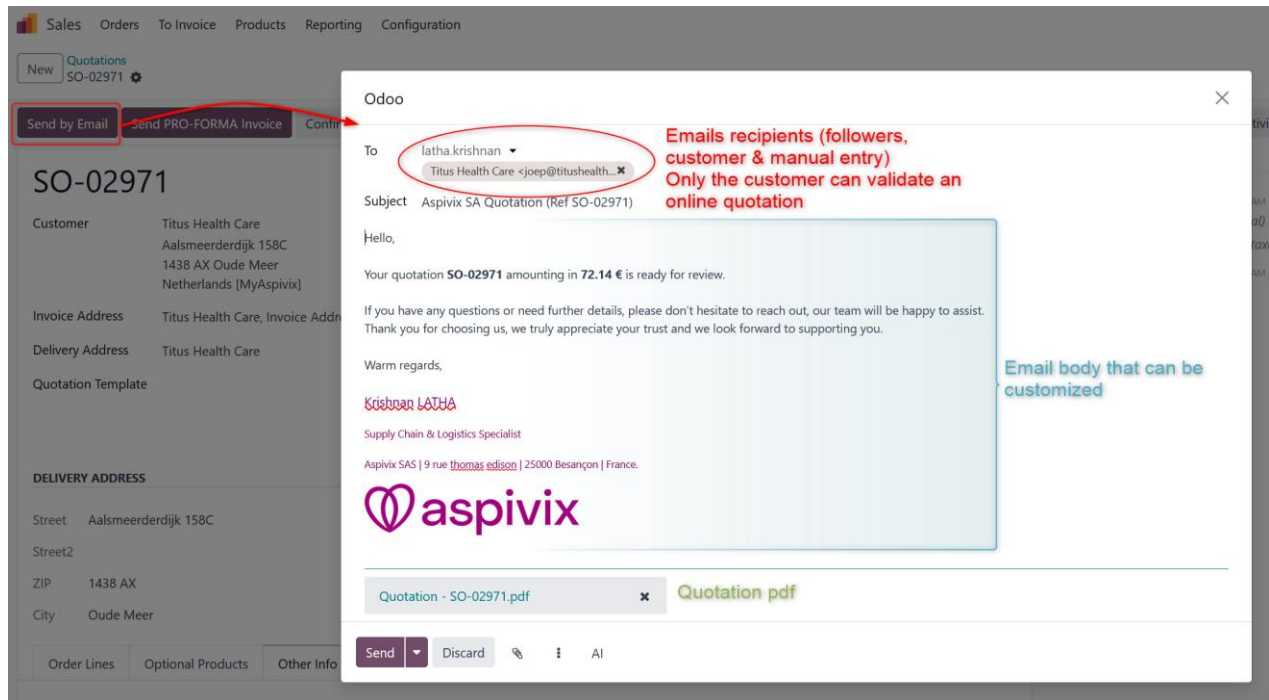 Sales Orders To Invoice Products Reporting Configuration
New
Quotations
SO-02971
Send by Email
Send PRO-FORMA Invoice
SO-02971
Customer
Titus Health Care
Aalsmeerderdijk 158C
1438 AX Oude Meer
Netherlands [MyAspivix]
Invoice Address Titus Health Care, Invoice
Delivery Address Titus Health Care
Quotation Template
DELIVERY ADDRESS
Street Aalsmeerderdijk 158C
Street2
ZIP 1438 AX
City Oude Meer
Order Lines Optional Products Other Info
Odoo
To latha.krishnan
Titus Health Care <joep@titushealth...
Emails recipients (followers,
customer & manual entry)
Only the customer can validate an
online quotation
Subject Aspivix SA Quotation (Ref SO-02971)
Hello,
Your quotation SO-02971 amounting in 72.14 € is ready for review.
If you have any questions or need further details, please don't hesitate to reach out, our team will be happy to assist.
Thank you for choosing us, we truly appreciate your trust and we look forward to supporting you.
Warm regards,
Krishnan LATHA
Supply Chain & Logistics Specialist
Aspivix SAS | 9 rue thomas edison | 25000 Besançon | France.
aspivix
Email body that can be
customized
Quotation - SO-02971.pdf
Quotation pdf
Send Discard AI